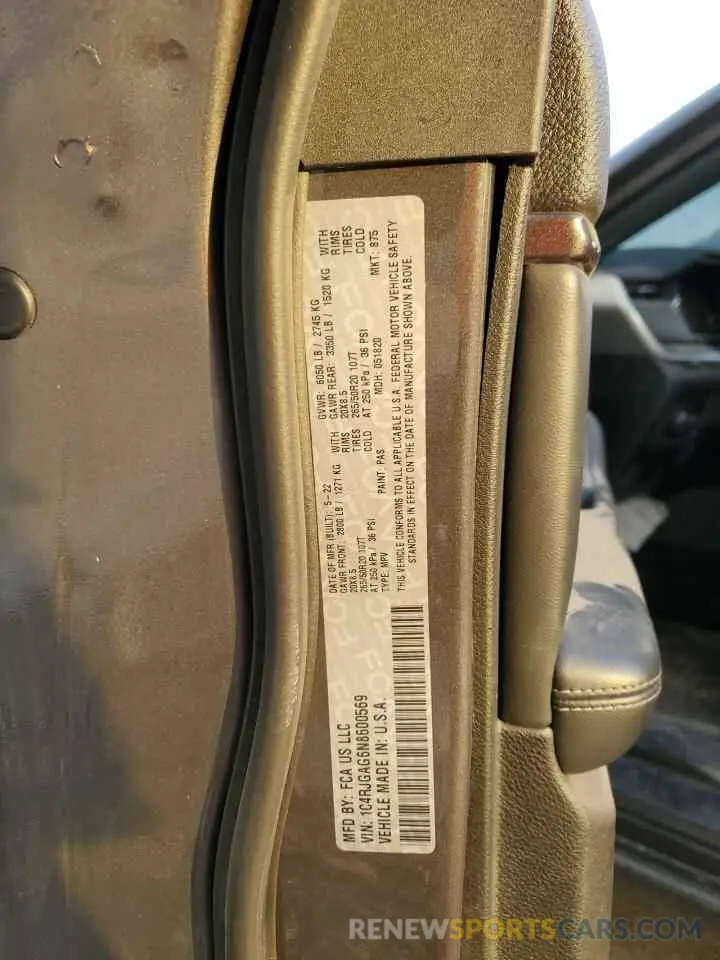 MFD BY: FCA US LLC
VIN: 1C4RJGAG6N8600569
VEHICLE MADE IN: U.S.A.
DATE OF MFR (BUILT): 5-22
GVWR: 6050 LB / 2745 KG
GAWR FRONT: 2800 LB / 1271 KG WITH
20X8.5 RIMS
265/50R20 107T TIRES
AT 250 kPa / 36 PSI COLD
GAWR REAR: 3350 LB / 1520 KG WITH
20X8.5 RIMS
265/50R20 107T TIRES
AT 250 kPa / 36 PSI COLD
TYPE: MPV PAINT: PAS MDH: 051820 MKT: 875
THIS VEHICLE CONFORMS TO ALL APPLICABLE U.S.A. FEDERAL MOTOR VEHICLE SAFETY
STANDARDS IN EFFECT ON THE DATE OF MANUFACTURE SHOWN ABOVE.
RENEWSPORTSCARS.COM